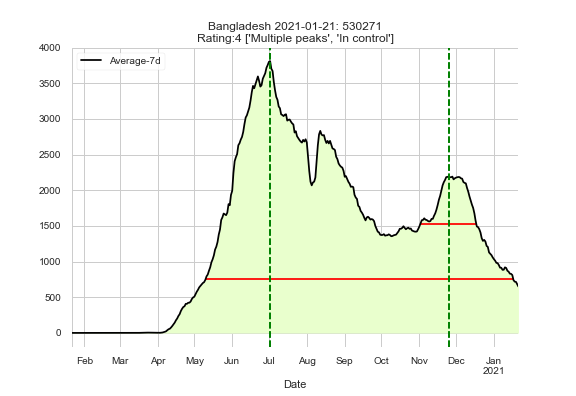 Bangladesh 2021-01-21: 530271
Rating:4 ['Multiple peaks', 'In control']
Average-7d
4000
3500
3000
2500
2000
1500
1000
500
0
Feb Mar Apr May Jun Jul Aug Sep Oct Nov Dec Jan
2021
Date